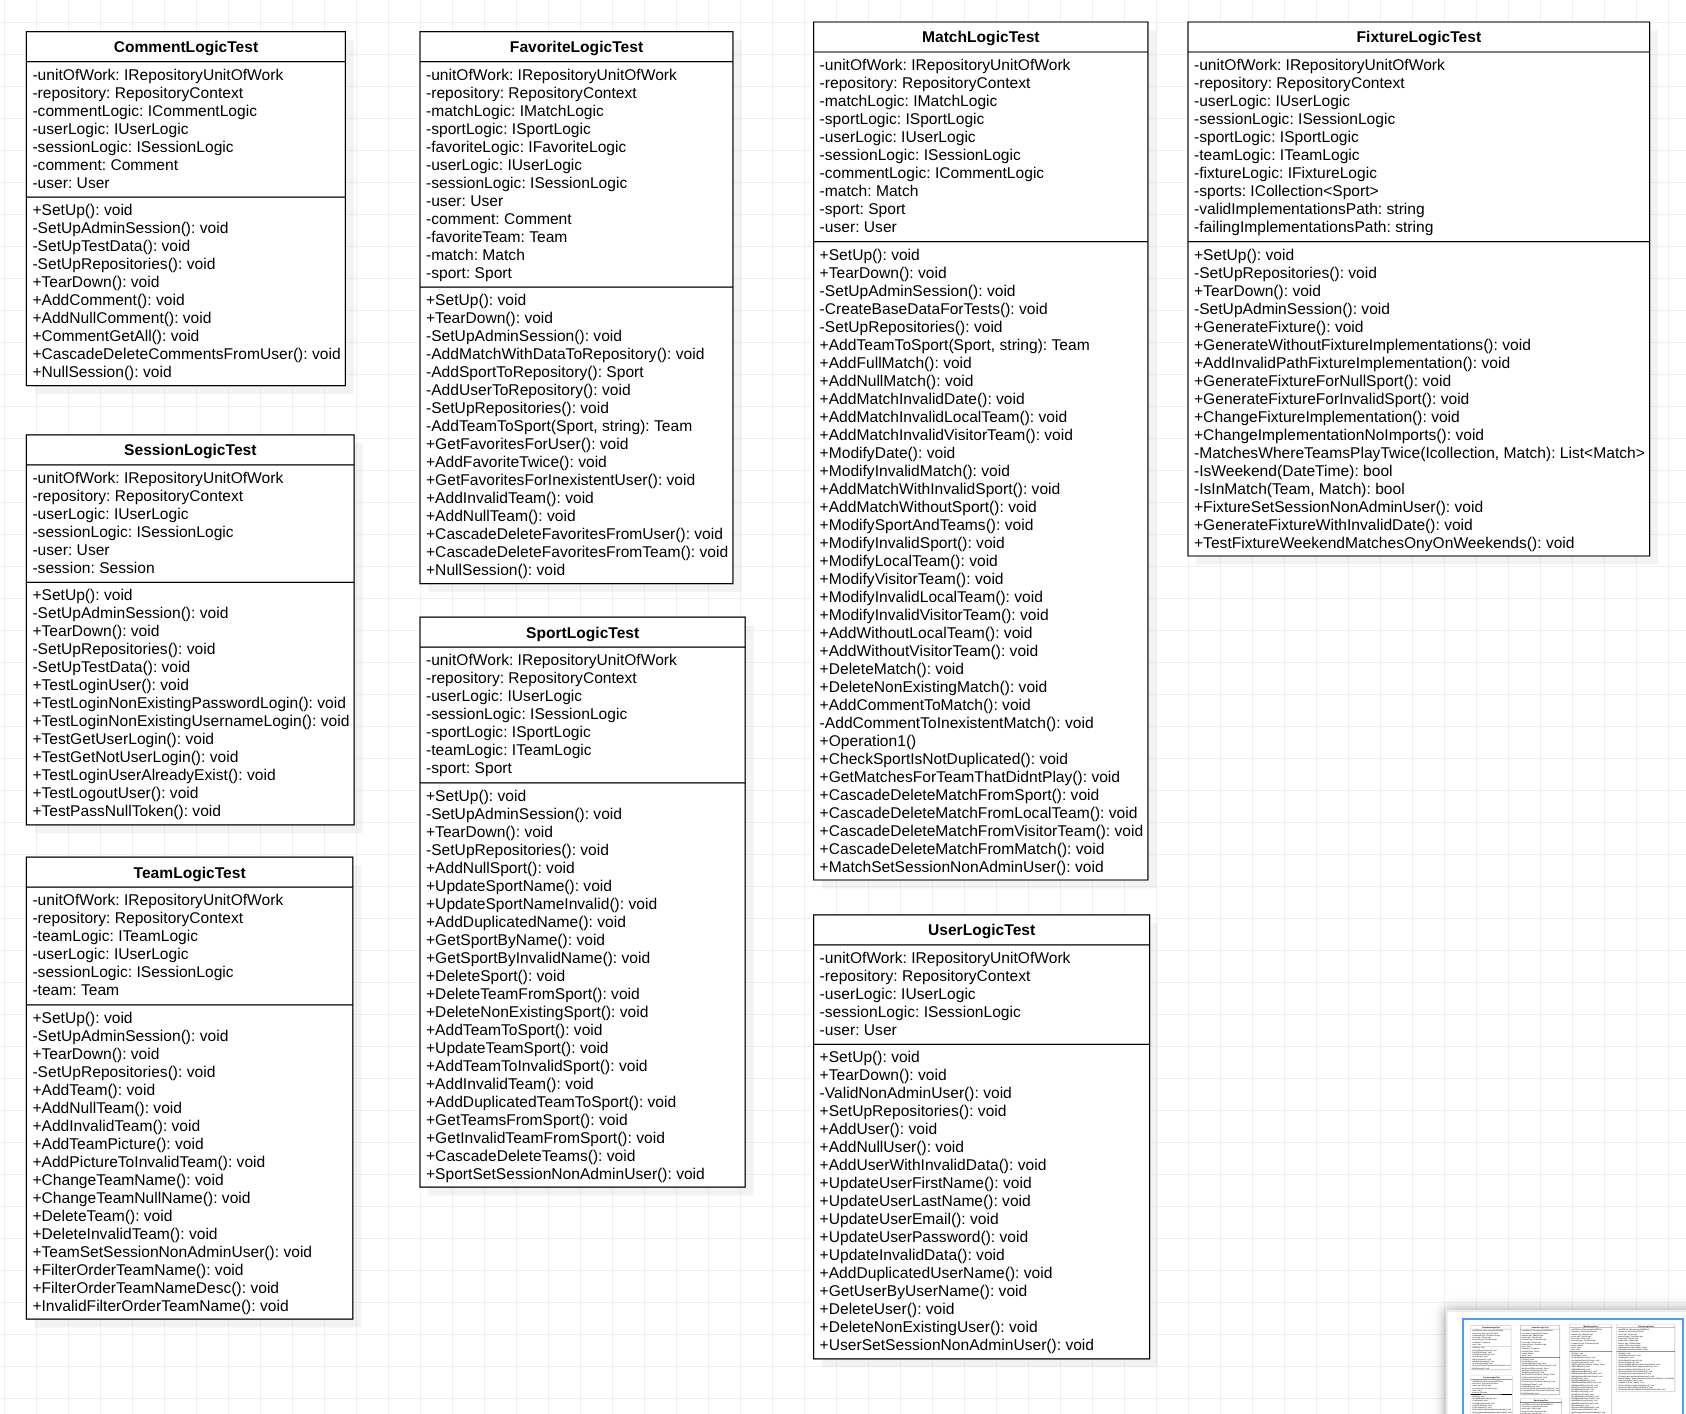 CommentLogicTest
-unitOfWork: IRepositoryUnitOfWork
-repository: RepositoryContext
-commentLogic: ICommentLogic
-userLogic: IUserLogic
-sessionLogic: ISessionLogic
-comment: Comment
-user: User
+SetUp(): void
-SetUpAdminSession(): void
-SetUpTestData(): void
-SetUpRepositories(): void
+TearDown(): void
+AddComment(): void
+AddNullComment(): void
+CommentGetAll(): void
+CascadeDeleteCommentsFromUser(): void
+NullSession(): void
SessionLogicTest
-unitOfWork: IRepositoryUnitOfWork
-repository: RepositoryContext
-userLogic: IUserLogic
-sessionLogic: ISessionLogic
-user: User
-session: Session
+SetUp(): void
-SetUpAdminSession(): void
+TearDown(): void
-SetUpRepositories(): void
-SetUpTestData(): void
+TestLoginUser(): void
+TestLoginNonExistingPasswordLogin(): void
+TestLoginNonExistingUsernameLogin(): void
+TestGetUserLogin(): void
+TestGetNotUserLogin(): void
+TestLoginUserAlreadyExist(): void
+TestLogoutUser(): void
+TestPassNullToken(): void
TeamLogicTest
-unitOfWork: IRepositoryUnitOfWork
-repository: RepositoryContext
-teamLogic: ITeamLogic
-userLogic: IUserLogic
-sessionLogic: ISessionLogic
-team: Team
+SetUp(): void
-SetUpAdminSession(): void
+TearDown(): void
-SetUpRepositories(): void
+AddTeam(): void
+AddNullTeam(): void
+AddInvalidTeam(): void
+AddTeamPicture(): void
+AddPictureToInvalidTeam(): void
+ChangeTeamName(): void
+ChangeTeamNullName(): void
+DeleteTeam(): void
+DeleteInvalidTeam(): void
+TeamSetSessionNonAdminUser(): void
+FilterOrderTeamName(): void
+FilterOrderTeamNameDesc(): void
+InvalidFilterOrderTeamName(): void
FavoriteLogicTest
-unitOfWork: IRepositoryUnitOfWork
-repository: RepositoryContext
-matchLogic: IMatchLogic
-sportLogic: ISportLogic
-favoriteLogic: IFavoriteLogic
-userLogic: IUserLogic
-sessionLogic: ISessionLogic
-user: User
-comment: Comment
-favoriteTeam: Team
-match: Match
-sport: Sport
+SetUp(): void
+TearDown(): void
-SetUpAdminSession(): void
-AddMatchWithDataToRepository(): void
-AddSportToRepository(): Sport
-AddUserToRepository(): void
-SetUpRepositories(): void
-AddTeamToSport(Sport, string): Team
+GetFavoritesForUser(): void
+AddFavoriteTwice(): void
+GetFavoritesForInexistentUser(): void
+AddInvalidTeam(): void
+AddNullTeam(): void
+CascadeDeleteFavoritesFromUser(): void
+CascadeDeleteFavoritesFromTeam(): void
+NullSession(): void
SportLogicTest
-unitOfWork: IRepositoryUnitOfWork
-repository: RepositoryContext
-userLogic: IUserLogic
-sessionLogic: ISessionLogic
-sportLogic: ISportLogic
-teamLogic: ITeamLogic
-sport: Sport
+SetUp(): void
-SetUpAdminSession(): void
+TearDown(): void
-SetUpRepositories(): void
+AddNullSport(): void
+UpdateSportName(): void
+UpdateSportNameInvalid(): void
+AddDuplicatedName(): void
+GetSportByName(): void
+GetSportByInvalidName(): void
+DeleteSport(): void
+DeleteTeamFromSport(): void
+DeleteNonExistingSport(): void
+AddTeamToSport(): void
+UpdateTeamSport(): void
+AddTeamToInvalidSport(): void
+AddInvalidTeam(): void
+AddDuplicatedTeamToSport(): void
+GetTeamsFromSport(): void
+GetInvalidTeamFromSport(): void
+CascadeDeleteTeams(): void
+SportSetSessionNonAdminUser(): void
MatchLogicTest
-unitOfWork: IRepositoryUnitOfWork
-repository: RepositoryContext
-matchLogic: IMatchLogic
-sportLogic: ISportLogic
-userLogic: IUserLogic
-sessionLogic: ISessionLogic
-commentLogic: ICommentLogic
-match: Match
-sport: Sport
-user: User
+SetUp(): void
+TearDown(): void
-SetUpAdminSession(): void
-CreateBaseDataForTests(): void
-SetUpRepositories(): void
+AddTeamToSport(Sport, string): Team
+AddFullMatch(): void
+AddNullMatch(): void
+AddMatchInvalidDate(): void
+AddMatchInvalidLocalTeam(): void
+AddMatchInvalidVisitorTeam(): void
+ModifyDate(): void
+ModifyInvalidMatch(): void
+AddMatchWithInvalidSport(): void
+AddMatchWithoutSport(): void
+ModifySportAndTeams(): void
+ModifyInvalidSport(): void
+ModifyLocalTeam(): void
+ModifyVisitorTeam(): void
+ModifyInvalidLocalTeam(): void
+ModifyInvalidVisitorTeam(): void
+AddWithoutLocalTeam(): void
+AddWithoutVisitorTeam(): void
+DeleteMatch(): void
+DeleteNonExistingMatch(): void
+AddCommentToMatch(): void
-AddCommentToInexistentMatch(): void
+Operation1()
+CheckSportIsNotDuplicated(): void
+GetMatchesForTeamThatDidntPlay(): void
+CascadeDeleteMatchFromSport(): void
+CascadeDeleteMatchFromLocalTeam(): void
+CascadeDeleteMatchFromVisitorTeam(): void
+CascadeDeleteMatchFromMatch(): void
+MatchSetSessionNonAdminUser(): void
UserLogicTest
-unitOfWork: IRepositoryUnitOfWork
-repository: RepositoryContext
-userLogic: IUserLogic
-sessionLogic: ISessionLogic
-user: User
+SetUp(): void
+TearDown(): void
-ValidNonAdminUser(): void
+SetUpRepositories(): void
+AddUser(): void
+AddNullUser(): void
+AddUserWithInvalidData(): void
+UpdateUserFirstName(): void
+UpdateUserLastName(): void
+UpdateUserEmail(): void
+UpdateUserPassword(): void
+UpdateInvalidData(): void
+AddDuplicatedUserName(): void
+GetUserByUserName(): void
+DeleteUser(): void
+DeleteNonExistingUser(): void
+UserSetSessionNonAdminUser(): void
FixtureLogicTest
-unitOfWork: IRepositoryUnitOfWork
-repository: RepositoryContext
-userLogic: IUserLogic
-sessionLogic: ISessionLogic
-sportLogic: ISportLogic
-teamLogic: ITeamLogic
-fixtureLogic: IFixtureLogic
-sports: ICollection<Sport>
-validImplementationsPath: string
-failingImplementationsPath: string
+SetUp(): void
-SetUpRepositories(): void
+TearDown(): void
-SetUpAdminSession(): void
+GenerateFixture(): void
+GenerateWithoutFixtureImplementations(): void
+AddInvalidPathFixtureImplementation(): void
+GenerateFixtureForNullSport(): void
+GenerateFixtureForInvalidSport(): void
+ChangeFixtureImplementation(): void
+ChangeImplementationNoImports(): void
-MatchesWhereTeamsPlayTwice(Icollection, Match): List<Match>
-IsWeekend(DateTime): bool
-IsInMatch(Team, Match): bool
+FixtureSetSessionNonAdminUser(): void
+GenerateFixtureWithInvalidDate(): void
+TestFixtureWeekendMatchesOnyOnWeekends(): void